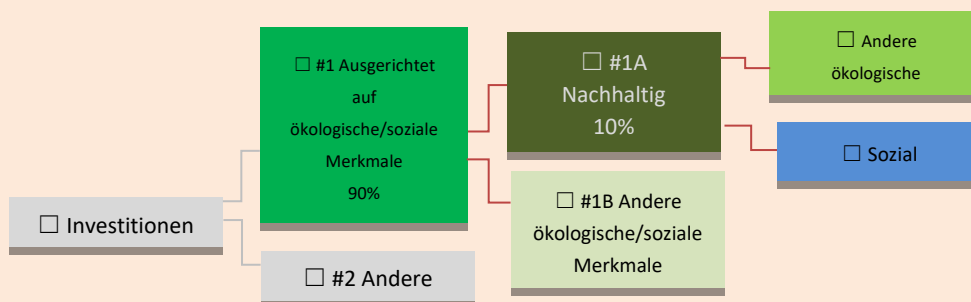 ☐ Investitionen
☐ #1 Ausgerichtet
auf
ökologische/soziale
Merkmale
90%
☐ #2 Andere
☐ #1A
Nachhaltig
10%
☐ #1B Andere
ökologische/soziale
Merkmale
☐ Andere
ökologische
☐ Sozial